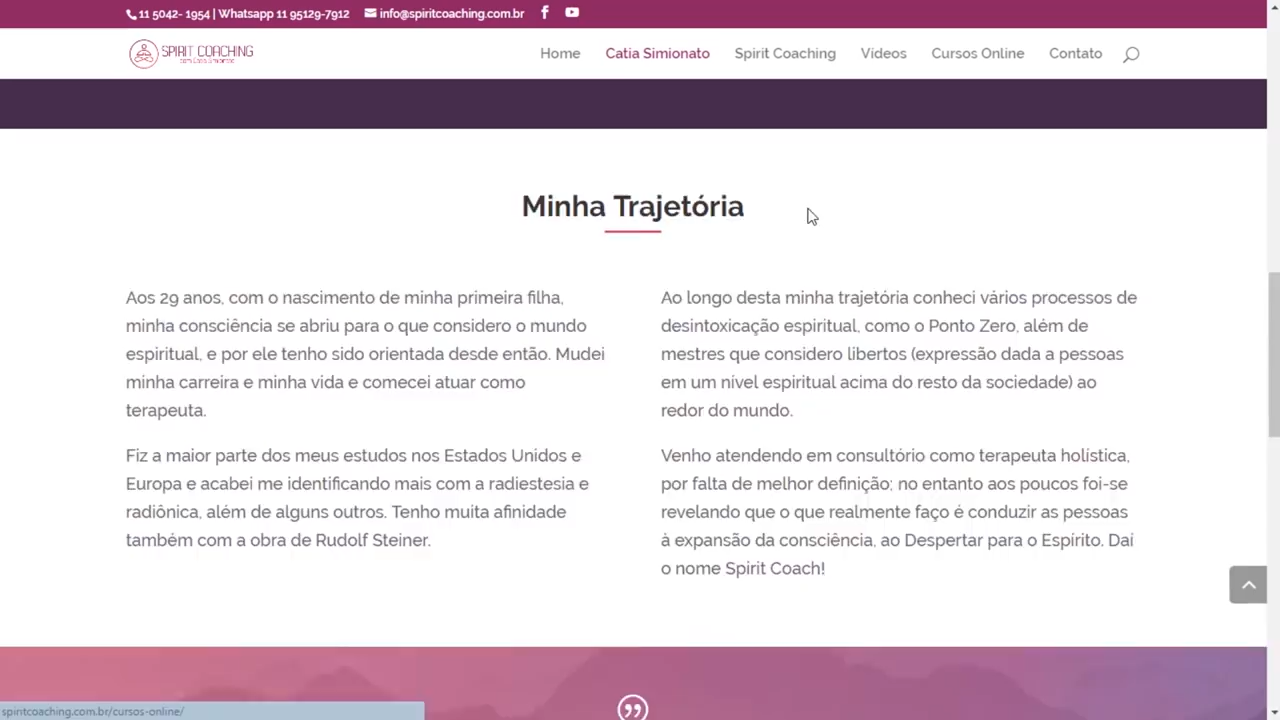 11 5042- 1954 | Whatsapp 11 95129-7912 info@spiritcoaching.com.br
SPIRIT COACHING
com Catia Simionato
Home Catia Simionato Spirit Coaching Vídeos Cursos Online Contato
Minha Trajetória
Aos 29 anos, com o nascimento de minha primeira filha,
minha consciência se abriu para o que considero o mundo
espiritual, e por ele tenho sido orientada desde então. Mudei
minha carreira e minha vida e comecei atuar como
terapeuta.
Fiz a maior parte dos meus estudos nos Estados Unidos e
Europa e acabei me identificando mais com a radiestesia e
radiônica, além de alguns outros. Tenho muita afinidade
também com a obra de Rudolf Steiner.
Ao longo desta minha trajetória conheci vários processos de
desintoxicação espiritual, como o Ponto Zero, além de
mestres que considero libertos (expressão dada a pessoas
em um nível espiritual acima do resto da sociedade) ao
redor do mundo.
Venho atendendo em consultório como terapeuta holística,
por falta de melhor definição; no entanto aos poucos foi-se
revelando que o que realmente faço é conduzir as pessoas
à expansão da consciência, ao Despertar para o Espírito. Daí
o nome Spirit Coach!
spiritcoaching.com.br/cursos-online/